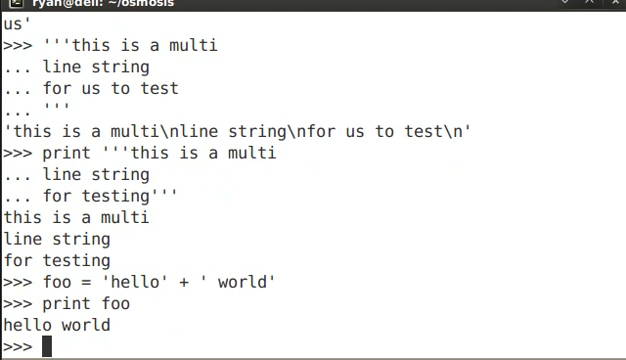 ryan@dell: ~/osmosis
us'
>>> '''this is a multi
... line string
... for us to test
... '''
'this is a multi\nline string\nfor us to test\n'
>>> print '''this is a multi
... line string
... for testing'''
this is a multi
line string
for testing
>>> foo = 'hello' + ' world'
>>> print foo
hello world
>>>